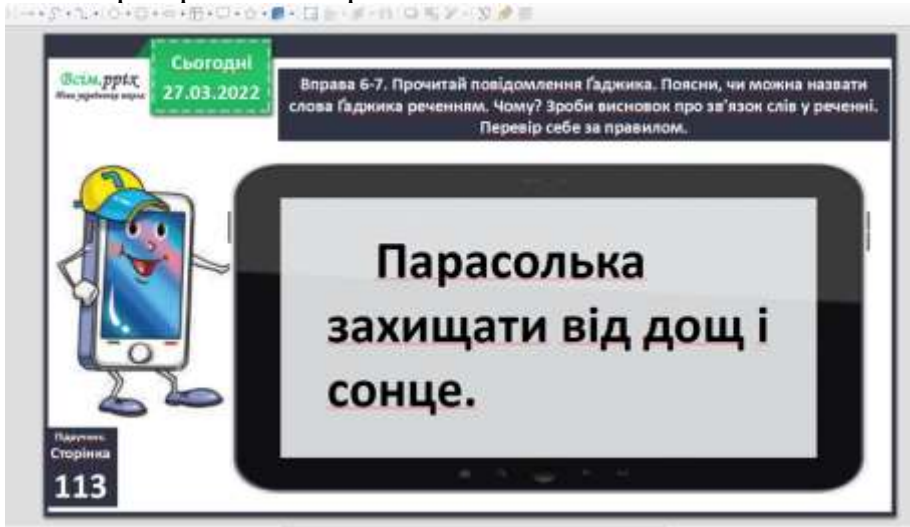 Всім.pptx
Сьогодні
27.03.2022
Вправа 6-7. Прочитай повідомлення Ґаджика. Поясни, чи можна назвати
слова Ґаджика реченням. Чому? Зроби висновок про зв'язок слів у реченні.
Перевір себе за правилом.
Парасолька
захищати від дощ і
сонце.
Підручник.
Сторінка
113